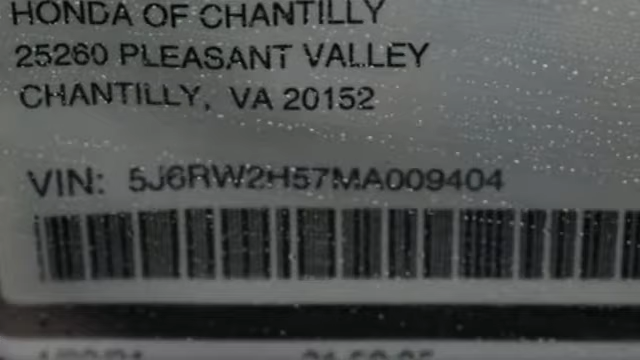 HONDA OF CHANTILLY
25260 PLEASANT VALLEY
CHANTILLY, VA 20152
VIN: 5J6RW2H57MA009404